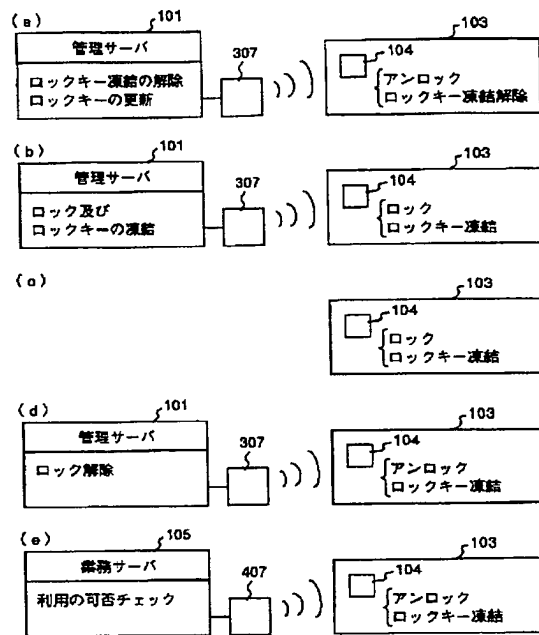 (a)
101
管理サーバ
ロックキー凍結の解除
ロックキーの更新
307
103
104
アンロック
ロックキー凍結解除
(b)
101
管理サーバ
ロック及び
ロックキーの凍結
307
103
104
ロック
ロックキー凍結
(c)
103
104
ロック
ロックキー凍結
(d)
101
管理サーバ
ロック解除
307
103
104
アンロック
ロックキー凍結
(e)
105
業務サーバ
利用の可否チェック
407
103
104
アンロック
ロックキー凍結